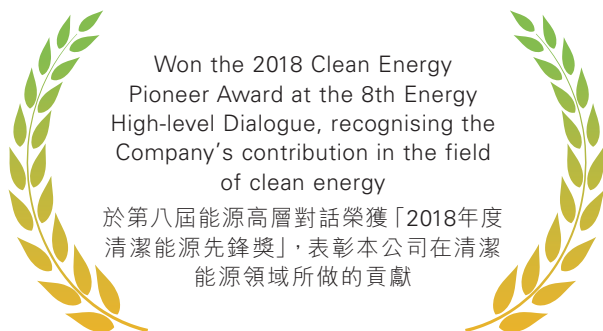 Won the 2018 Clean Energy
Pioneer Award at the 8th Energy
High-level Dialogue, recognising the
Company's contribution in the field
of clean energy
於第八屆能源高層對話榮獲「2018年度
清潔能源先鋒獎」，表彰本公司在清潔
能源領域所做的貢獻